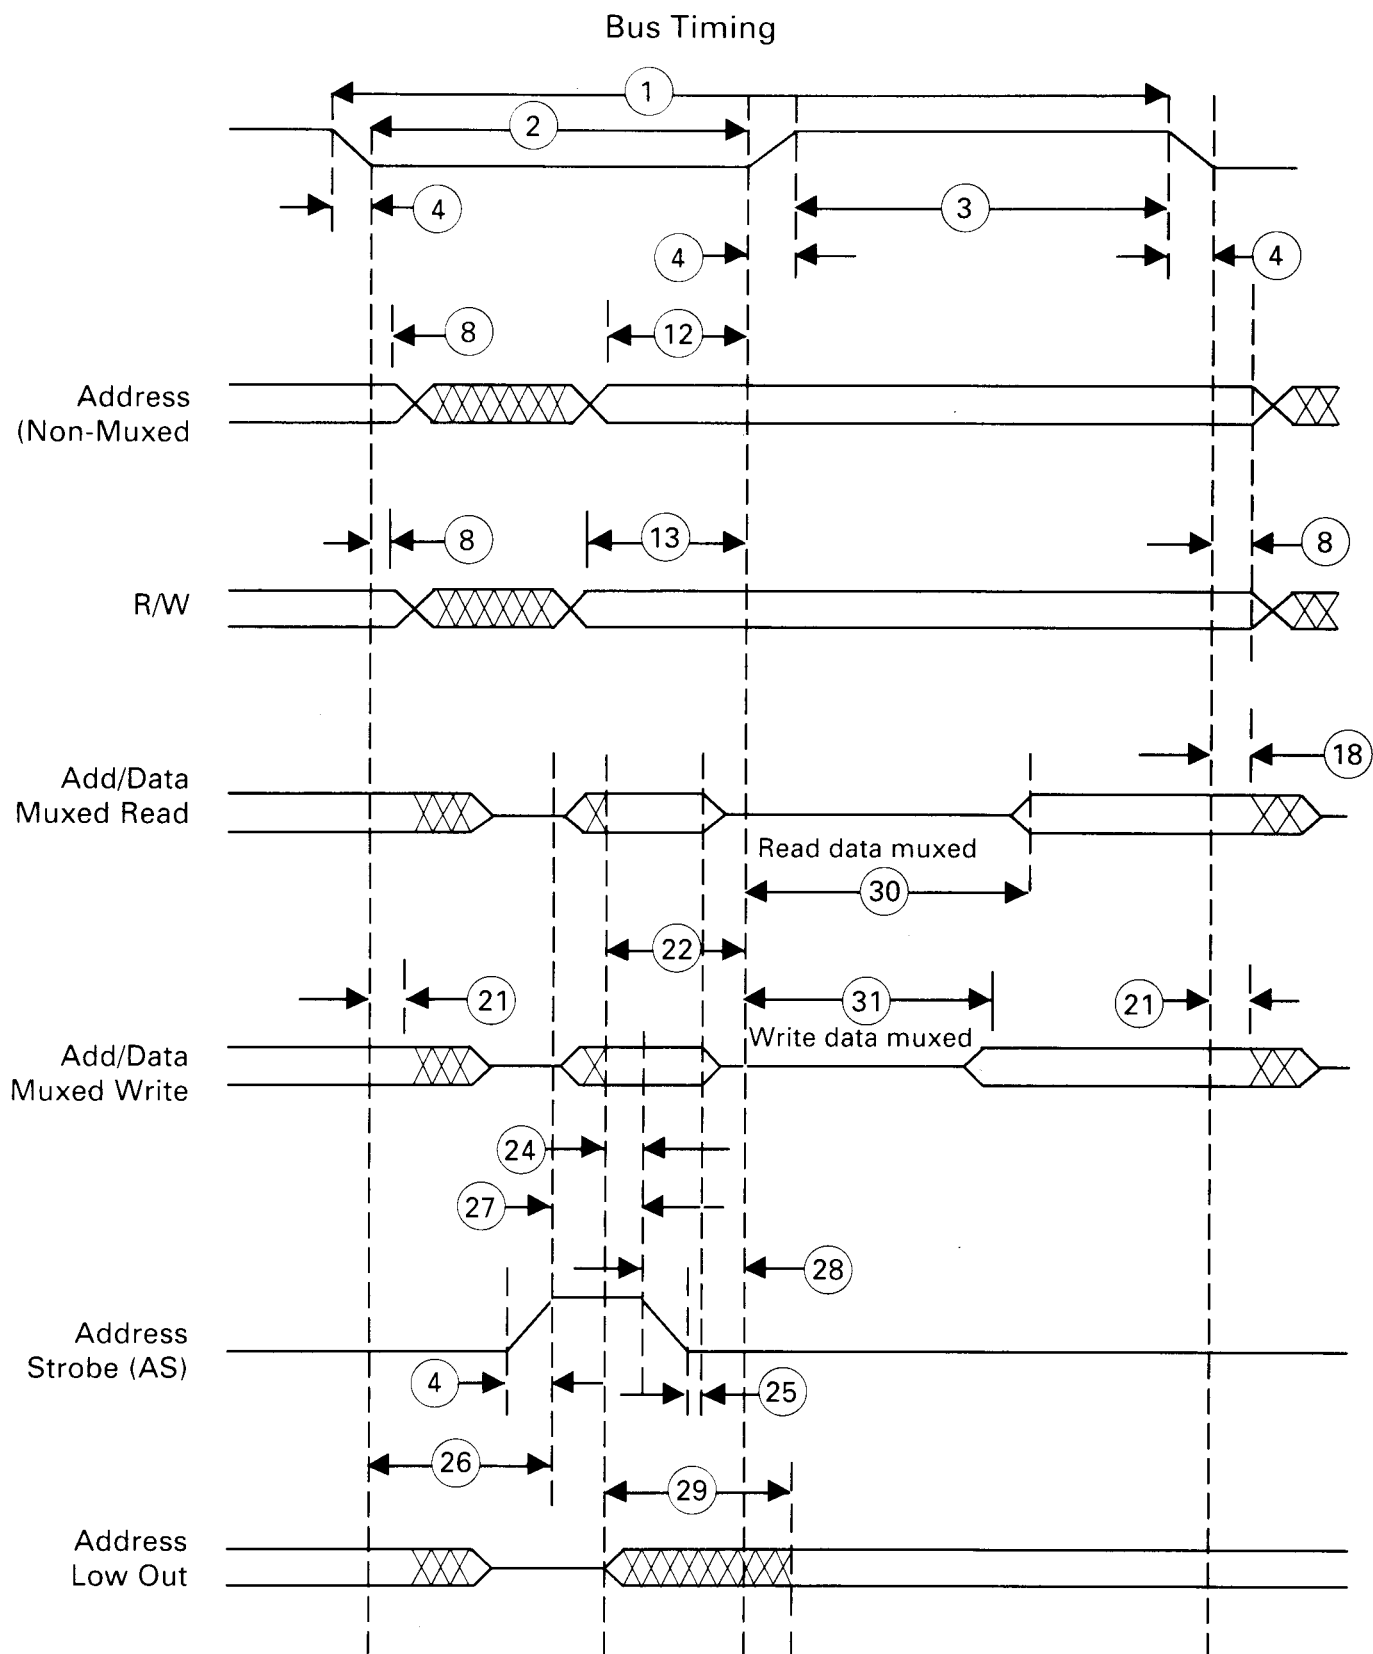 Bus Timing
1
2
4
3
4
4
8
12
Address
(Non-Muxed
8
13
8
R/W
18
Add/Data
Muxed Read
Read data muxed
30
22
21
31
21
Write data muxed
Add/Data
Muxed Write
24
27
28
Address
Strobe (AS)
4
25
26
29
Address
Low Out